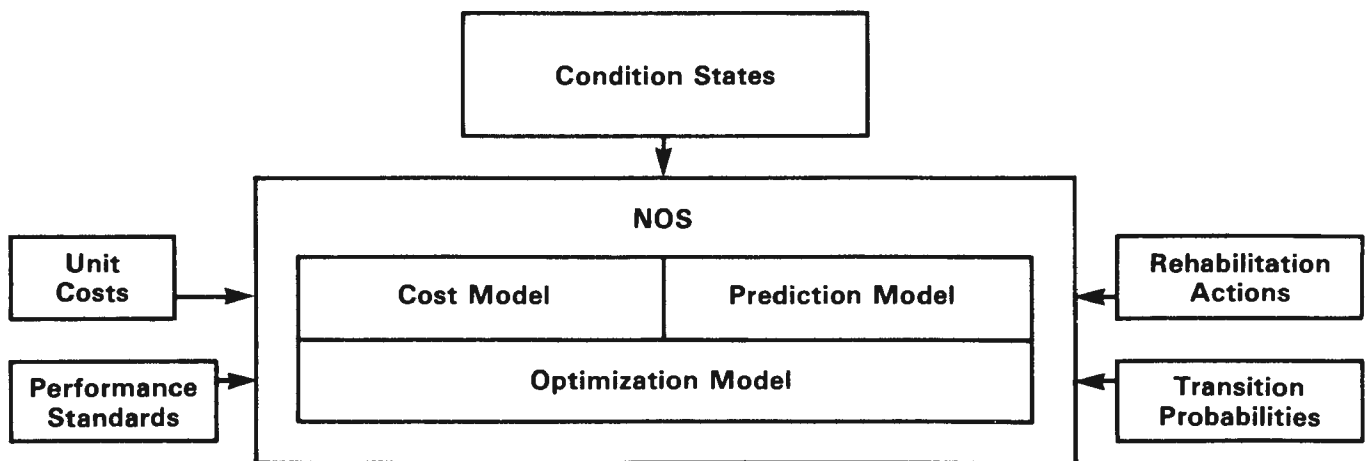 Condition States
NOS
Unit
Costs
Cost Model
Prediction Model
Rehabilitation
Actions
Performance
Standards
Optimization Model
Transition
Probabilities